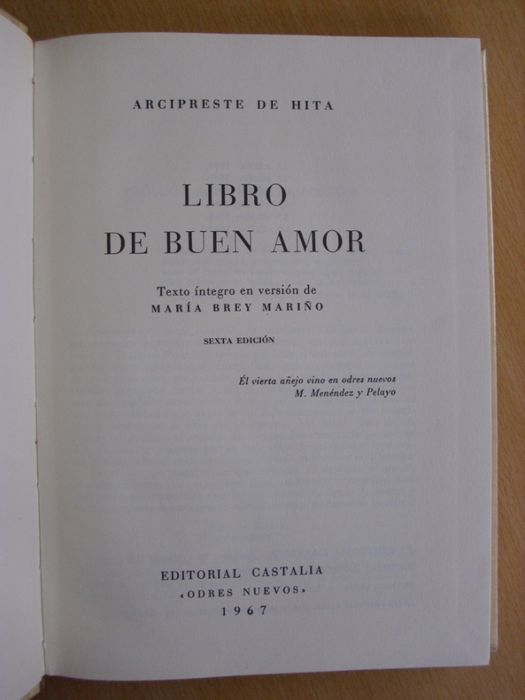 ARCIPRESTE DE HITA
LIBRO
DE BUEN AMOR
Texto íntegro en versión de
MARÍA BREY MARIÑO
SEXTA EDICIÓN
Él vierta añejo vino en odres nuevos
M. Menéndez y Pelayo
EDITORIAL CASTALIA
«ODRES NUEVOS»
1967